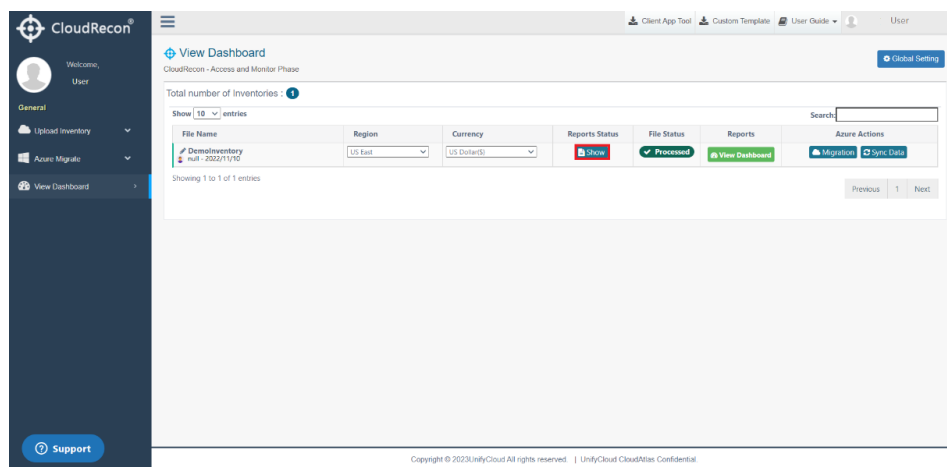 CloudRecon®
Client App Tool Custom Template User Guide User
Welcome,
User
View Dashboard
CloudRecon - Access and Monitor Phase
Global Setting
General
Upload Inventory
Azure Migrate
View Dashboard
Total number of Inventories : 1
Show 10 entries
Search:
File Name Region Currency Reports Status File Status Reports Azure Actions
DemoInventory US East US Dollar($) Show Processed View Dashboard Migration Sync Data
null - 2022/11/10
Showing 1 to 1 of 1 entries
Previous 1 Next
Support
Copyright © 2023UnifyCloud All rights reserved. | UnifyCloud CloudAtlas Confidential.